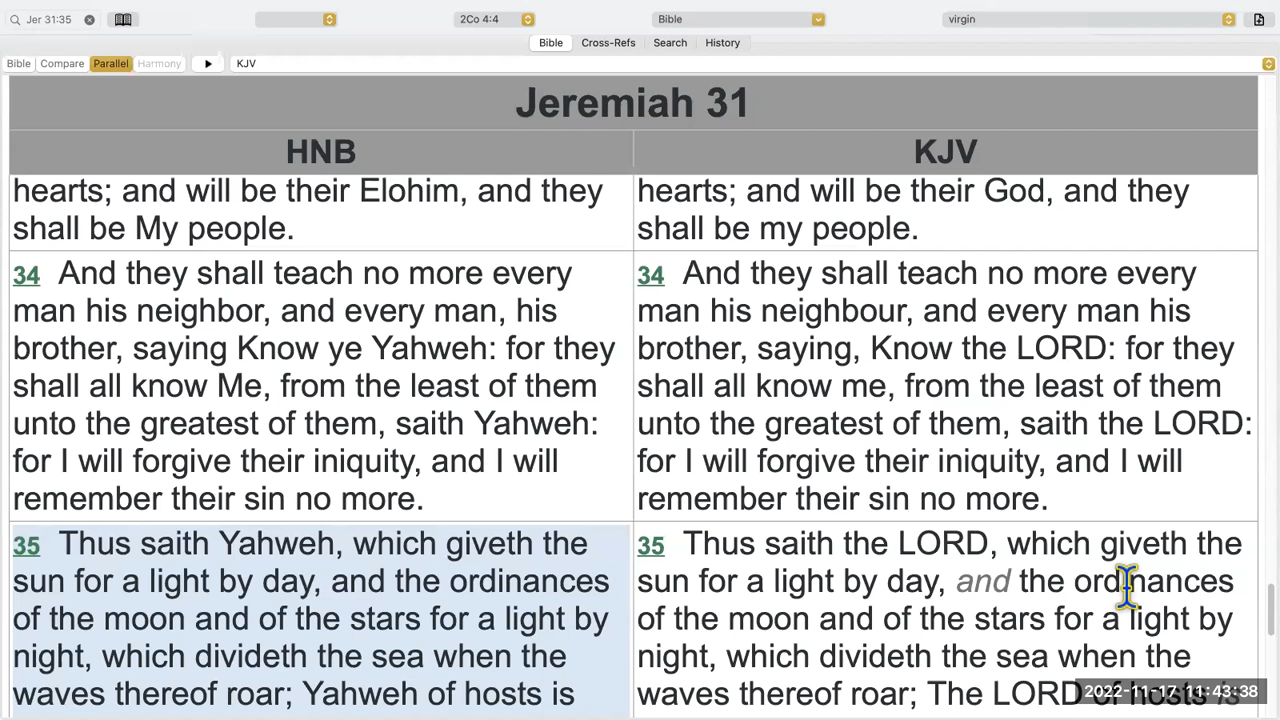 Jer 31:35
2Co 4:4
Bible
virgin
Bible
Cross-Refs
Search
History
Bible
Compare
Parallel
Harmony
KJV
Jeremiah 31
HNB
hearts; and will be their Elohim, and they
shall be My people.
34 And they shall teach no more every
man his neighbor, and every man, his
brother, saying Know ye Yahweh: for they
shall all know Me, from the least of them
unto the greatest of them, saith Yahweh:
for I will forgive their iniquity, and I will
remember their sin no more.
35 Thus saith Yahweh, which giveth the
sun for a light by day, and the ordinances
of the moon and of the stars for a light by
night, which divideth the sea when the
waves thereof roar; Yahweh of hosts is
KJV
hearts; and will be their God, and they
shall be my people.
34 And they shall teach no more every
man his neighbour, and every man his
brother, saying, Know the LORD: for they
shall all know me, from the least of them
unto the greatest of them, saith the LORD:
for I will forgive their iniquity, and I will
remember their sin no more.
35 Thus saith the LORD, which giveth the
sun for a light by day, and the ordinances
of the moon and of the stars for a light by
night, which divideth the sea when the
waves thereof roar; The LORD of hosts is
2022-11-17 11:43:38